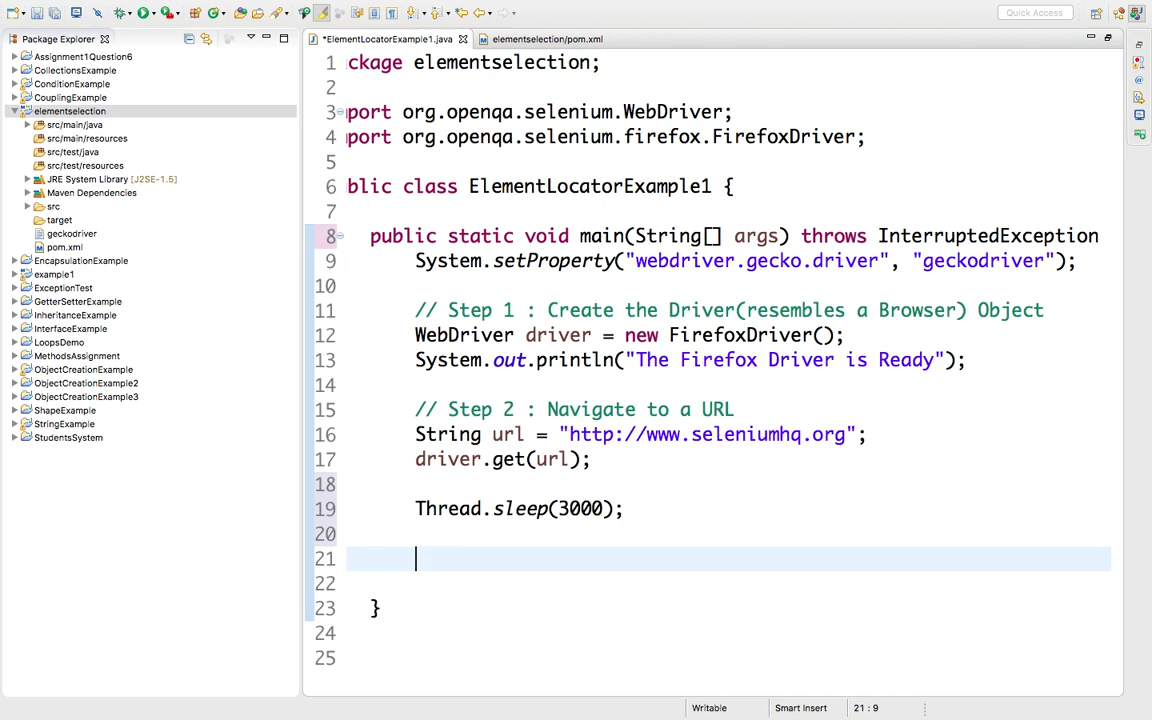 Quick Access
Package Explorer
*ElementLocatorExample1.java
elementselection/pom.xml
Assignment1Question6
CollectionsExample
ConditionExample
CouplingExample
elementselection
src/main/java
src/main/resources
src/test/java
src/test/resources
JRE System Library [J2SE-1.5]
Maven Dependencies
src
target
geckodriver
pom.xml
EncapsulationExample
example1
ExceptionTest
GetterSetterExample
InheritanceExample
InterfaceExample
LoopsDemo
MethodsAssignment
ObjectCreationExample
ObjectCreationExample2
ObjectCreationExample3
ShapeExample
StringExample
StudentsSystem
1 ckage elementselection;
2
3 port org.openqa.selenium.WebDriver;
4 port org.openqa.selenium.firefox.FirefoxDriver;
5
6 blic class ElementLocatorExample1 {
7
8 public static void main(String[] args) throws InterruptedException
9 System.setProperty("webdriver.gecko.driver", "geckodriver");
10
11 // Step 1 : Create the Driver(resembles a Browser) Object
12 WebDriver driver = new FirefoxDriver();
13 System.out.println("The Firefox Driver is Ready");
14
15 // Step 2 : Navigate to a URL
16 String url = "http://www.seleniumhq.org";
17 driver.get(url);
18
19 Thread.sleep(3000);
20
21
22
23 }
24
25
Writable
Smart Insert
21 : 9